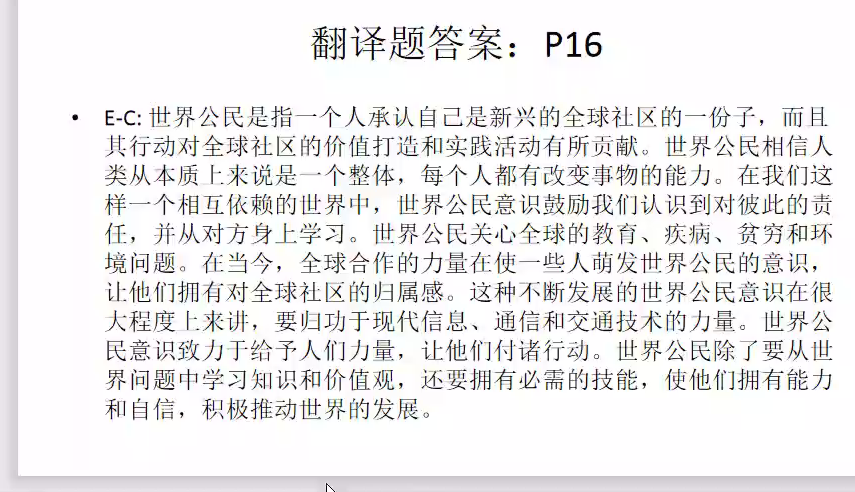 翻译题答案：P16
• E-C: 世界公民是指一个人承认自己是新兴的全球社区的一份子，而且
其行动对全球社区的价值打造和实践活动有所贡献。世界公民相信人
类从本质上来说是一个整体，每个人都有改变事物的能力。在我们这
样一个相互依赖的世界中，世界公民意识鼓励我们认识到对彼此的责
任，并从对方身上学习。世界公民关心全球的教育、疾病、贫穷和环
境问题。在当今，全球合作的力量在使一些人萌发世界公民的意识，
让他们拥有对全球社区的归属感。这种不断发展的世界公民意识在很
大程度上来讲，要归功于现代信息、通信和交通技术的力量。世界公
民意识致力于给予人们力量，让他们付诸行动。世界公民除了要从世
界问题中学习知识和价值观，还要拥有必需的技能，使他们拥有能力
和自信，积极推动世界的发展。